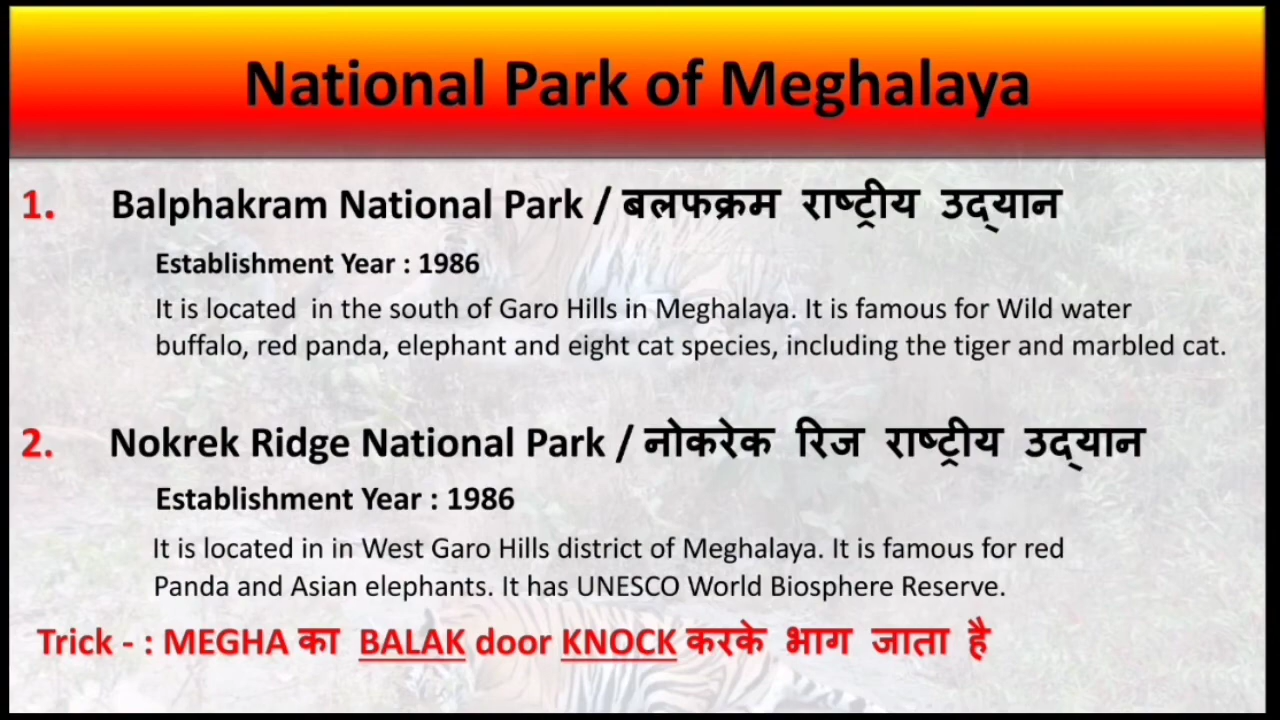 National Park of Meghalaya
1. Balphakram National Park / बलफक्रम राष्ट्रीय उद्यान
Establishment Year : 1986
It is located in the south of Garo Hills in Meghalaya. It is famous for Wild water
buffalo, red panda, elephant and eight cat species, including the tiger and marbled cat.
2. Nokrek Ridge National Park / नोकरेक रिज राष्ट्रीय उद्यान
Establishment Year : 1986
It is located in in West Garo Hills district of Meghalaya. It is famous for red
Panda and Asian elephants. It has UNESCO World Biosphere Reserve.
Trick - : MEGHA का BALAK door KNOCK करके भाग जाता है